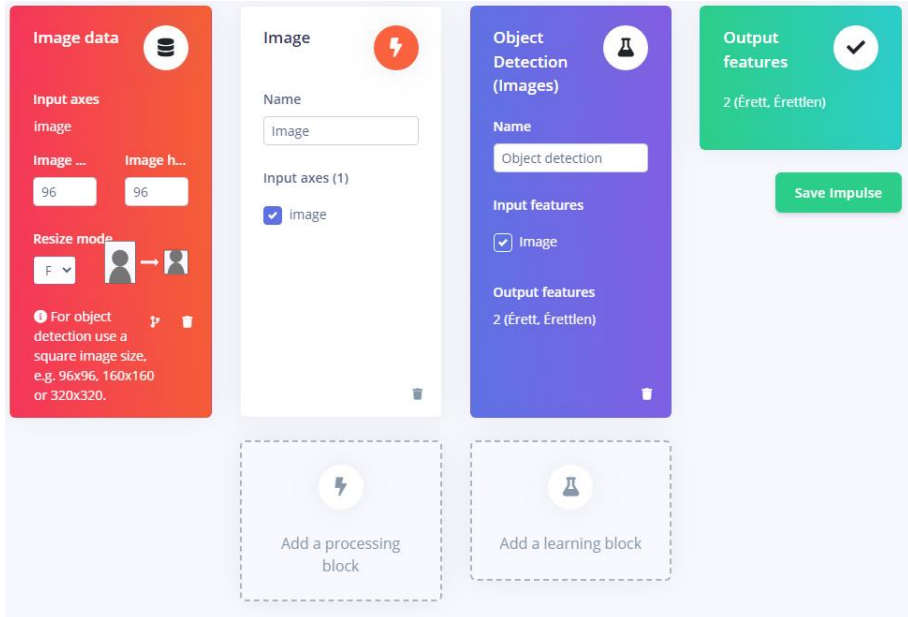 Image data
Input axes
image
Image ...
Image h...
96
96
Resize mode
F
For object
detection use a
square image size,
e.g. 96x96, 160x160
or 320x320.
Image
Name
Image
Input axes (1)
image
Add a processing
block
Object
Detection
(Images)
Name
Object detection
Input features
Image
Output features
2 (Érett, Érettlen)
Add a learning block
Output
features
2 (Érett, Érettlen)
Save Impulse